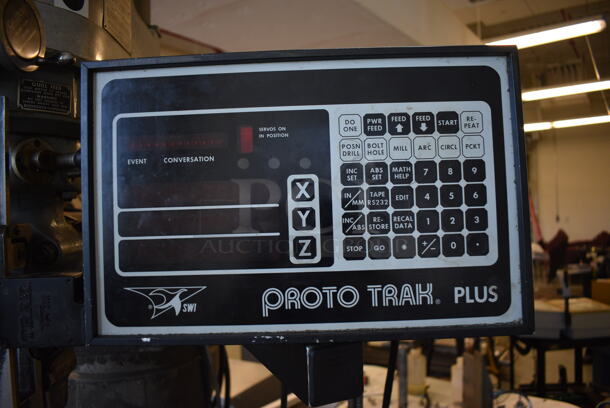 DO ONE PWR FEED FEED FEED START RE-PEAT
SERVOS ON
IN POSITION
POSN DRILL BOLT HOLE MILL ARC CIRCL PCKT
EVENT CONVERSATION
INC SET ABS SET MATH HELP 7 8 9
X
IN/MM TAPE RS232 EDIT 4 5 6
Y
INC/ABS RE-STORE RECAL DATA 1 2 3
Z
STOP GO +/- 0 .
SWI
PROTO TRAK® PLUS